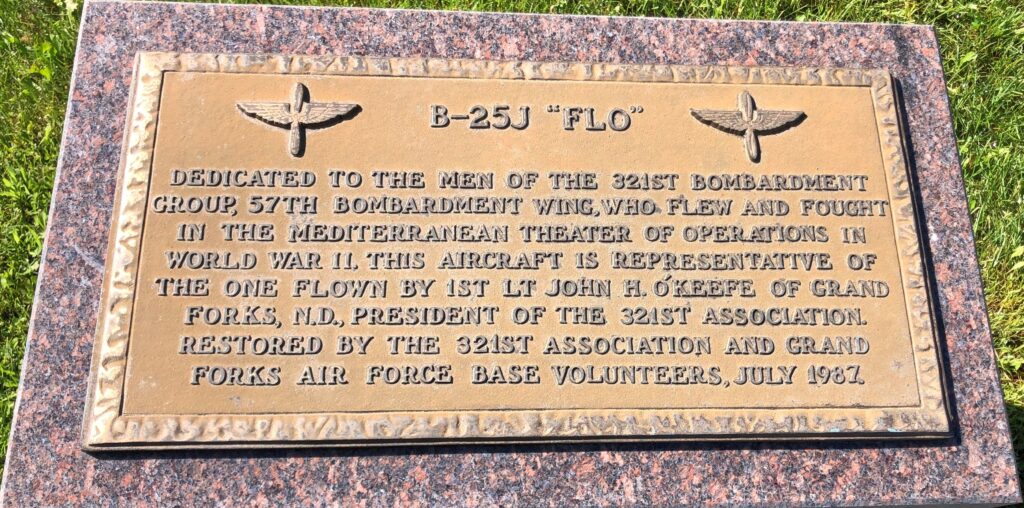 B-25J "FLO"
DEDICATED TO THE MEN OF THE 321ST BOMBARDMENT
GROUP, 57TH BOMBARDMENT WING, WHO FLEW AND FOUGHT
IN THE MEDITERRANEAN THEATER OF OPERATIONS IN
WORLD WAR II. THIS AIRCRAFT IS REPRESENTATIVE OF
THE ONE FLOWN BY 1ST LT JOHN H. O'KEEFE OF GRAND
FORKS, N.D., PRESIDENT OF THE 321ST ASSOCIATION.
RESTORED BY THE 321ST ASSOCIATION AND GRAND
FORKS AIR FORCE BASE VOLUNTEERS, JULY 1987.